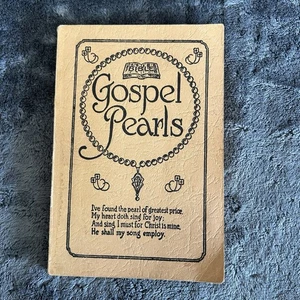 Gospel
Pearls
I've found the pearl of greatest price,
My heart doth sing for joy;
And sing I must for Christ is mine,
He shall my song employ.